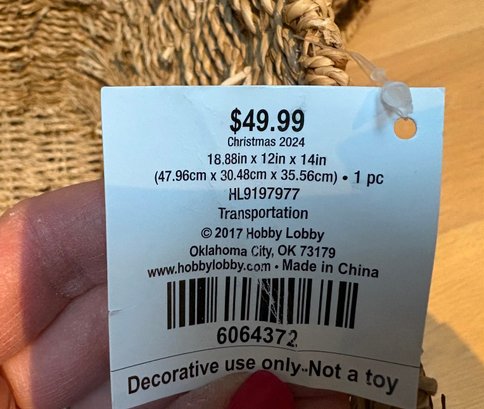 $49.99
Christmas 2024
18.88in x 12in x 14in
(47.96cm x 30.48cm x 35.56cm) • 1 pc
HL9197977
Transportation
© 2017 Hobby Lobby
Oklahoma City, OK 73179
www.hobbylobby.com • Made in China
6064372
Decorative use only--Not a toy